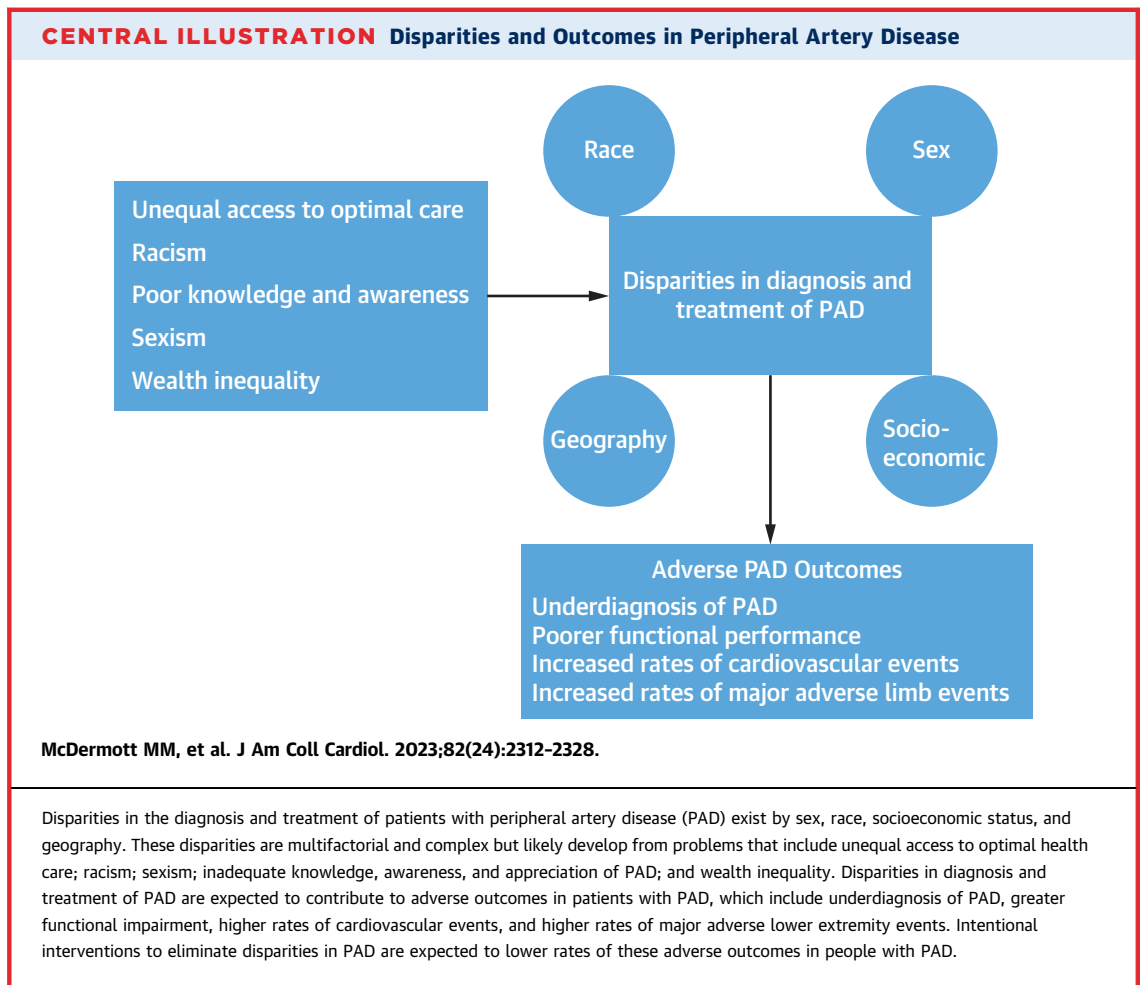 CENTRAL ILLUSTRATION Disparities and Outcomes in Peripheral Artery Disease
Race
Sex
Unequal access to optimal care
Racism
Poor knowledge and awareness
Sexism
Wealth inequality
Disparities in diagnosis and
treatment of PAD
Geography
Socio-
economic
Adverse PAD Outcomes
Underdiagnosis of PAD
Poorer functional performance
Increased rates of cardiovascular events
Increased rates of major adverse limb events
McDermott MM, et al. J Am Coll Cardiol. 2023;82(24):2312-2328.
Disparities in the diagnosis and treatment of patients with peripheral artery disease (PAD) exist by sex, race, socioeconomic status, and
geography. These disparities are multifactorial and complex but likely develop from problems that include unequal access to optimal health
care; racism; sexism; inadequate knowledge, awareness, and appreciation of PAD; and wealth inequality. Disparities in diagnosis and
treatment of PAD are expected to contribute to adverse outcomes in patients with PAD, which include underdiagnosis of PAD, greater
functional impairment, higher rates of cardiovascular events, and higher rates of major adverse lower extremity events. Intentional
interventions to eliminate disparities in PAD are expected to lower rates of these adverse outcomes in people with PAD.